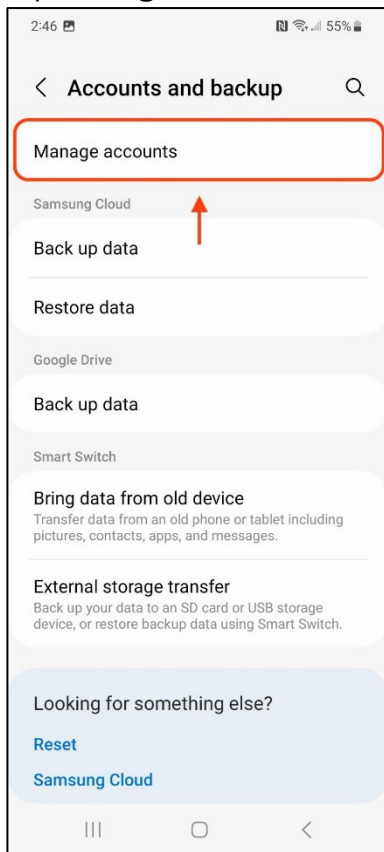 2:46 55%
Accounts and backup
Manage accounts
Samsung Cloud
Back up data
Restore data
Google Drive
Back up data
Smart Switch
Bring data from old device
Transfer data from an old phone or tablet including
pictures, contacts, apps, and messages.
External storage transfer
Back up your data to an SD card or USB storage
device, or restore backup data using Smart Switch.
Looking for something else?
Reset
Samsung Cloud